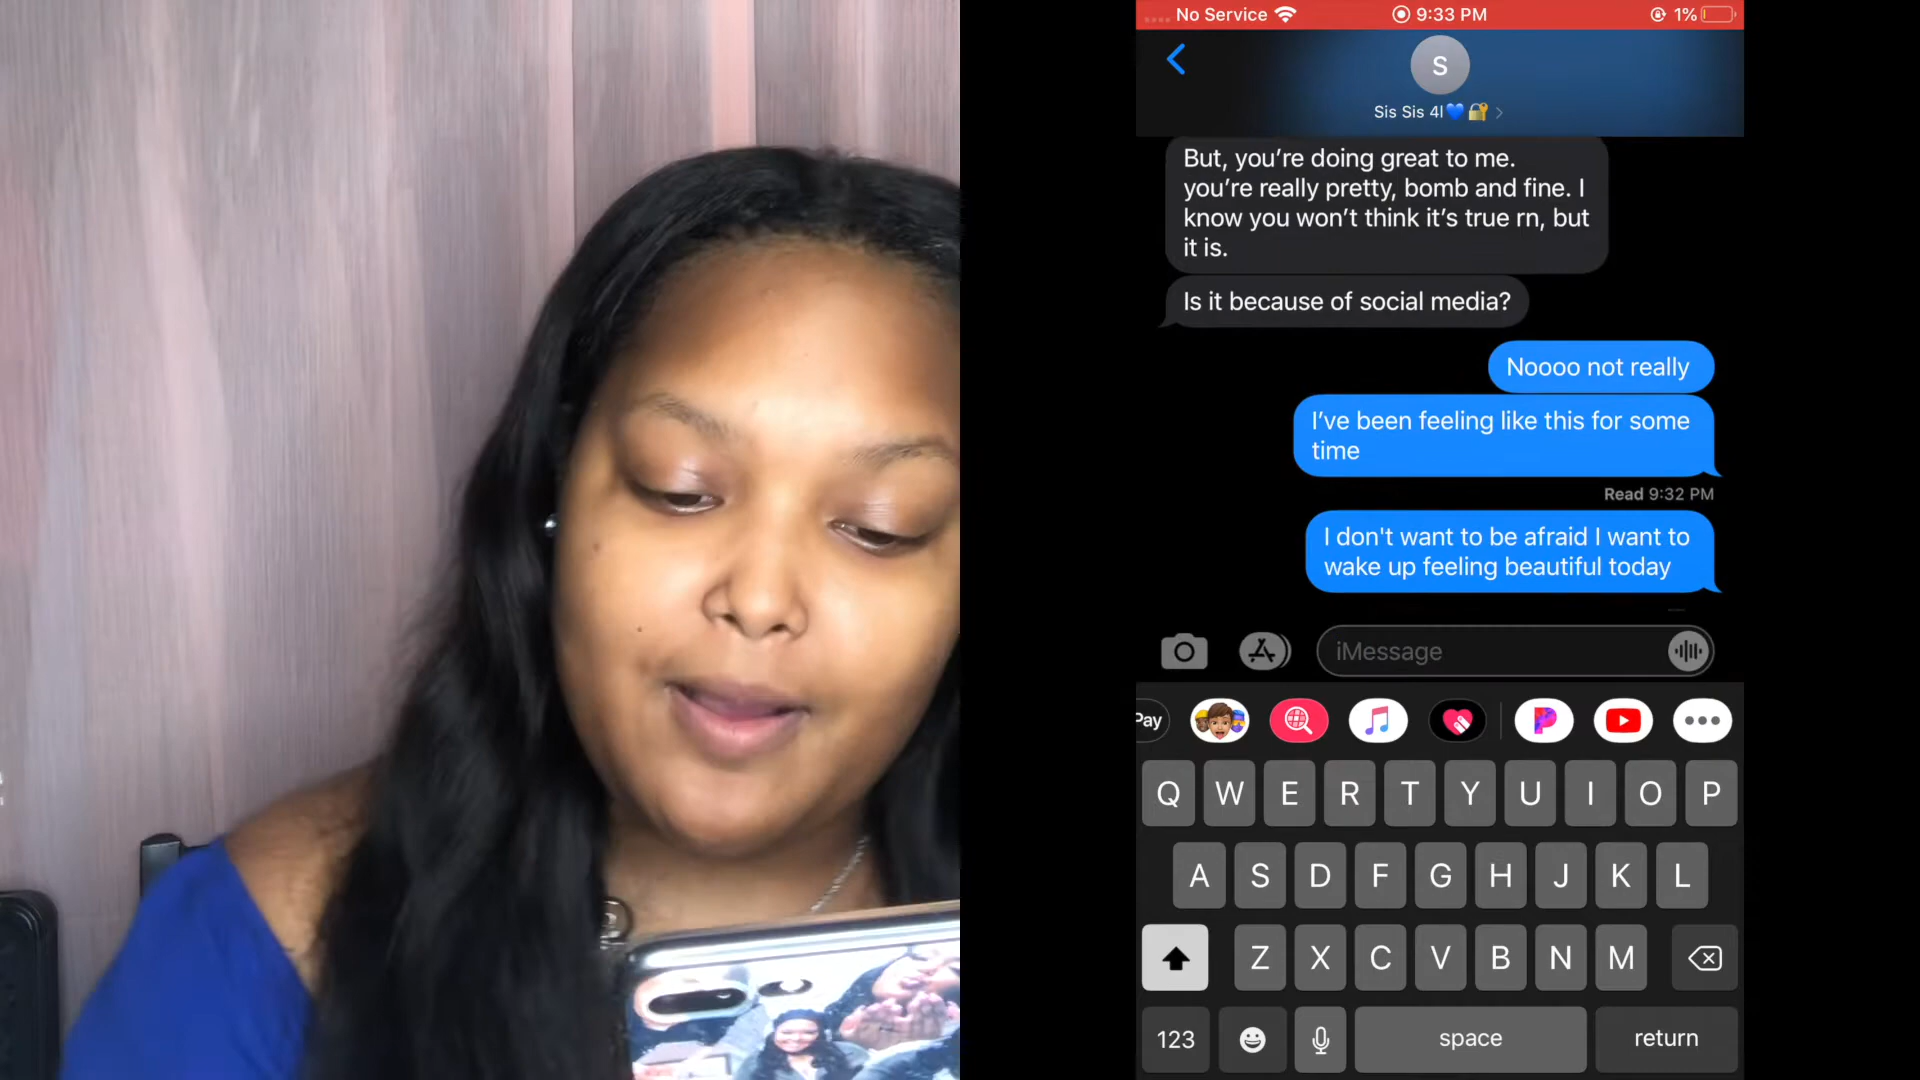 No Service 9:33 PM 1%
S
Sis Sis 4l💙🔐
But, you’re doing great to me.
you’re really pretty, bomb and fine. I
know you won’t think it’s true rn, but
it is.
Is it because of social media?
Noooo not really
I’ve been feeling like this for some
time
Read 9:32 PM
I don't want to be afraid I want to
wake up feeling beautiful today
iMessage
Pay
Q W E R T Y U I O P
A S D F G H J K L
Z X C V B N M
123 space return